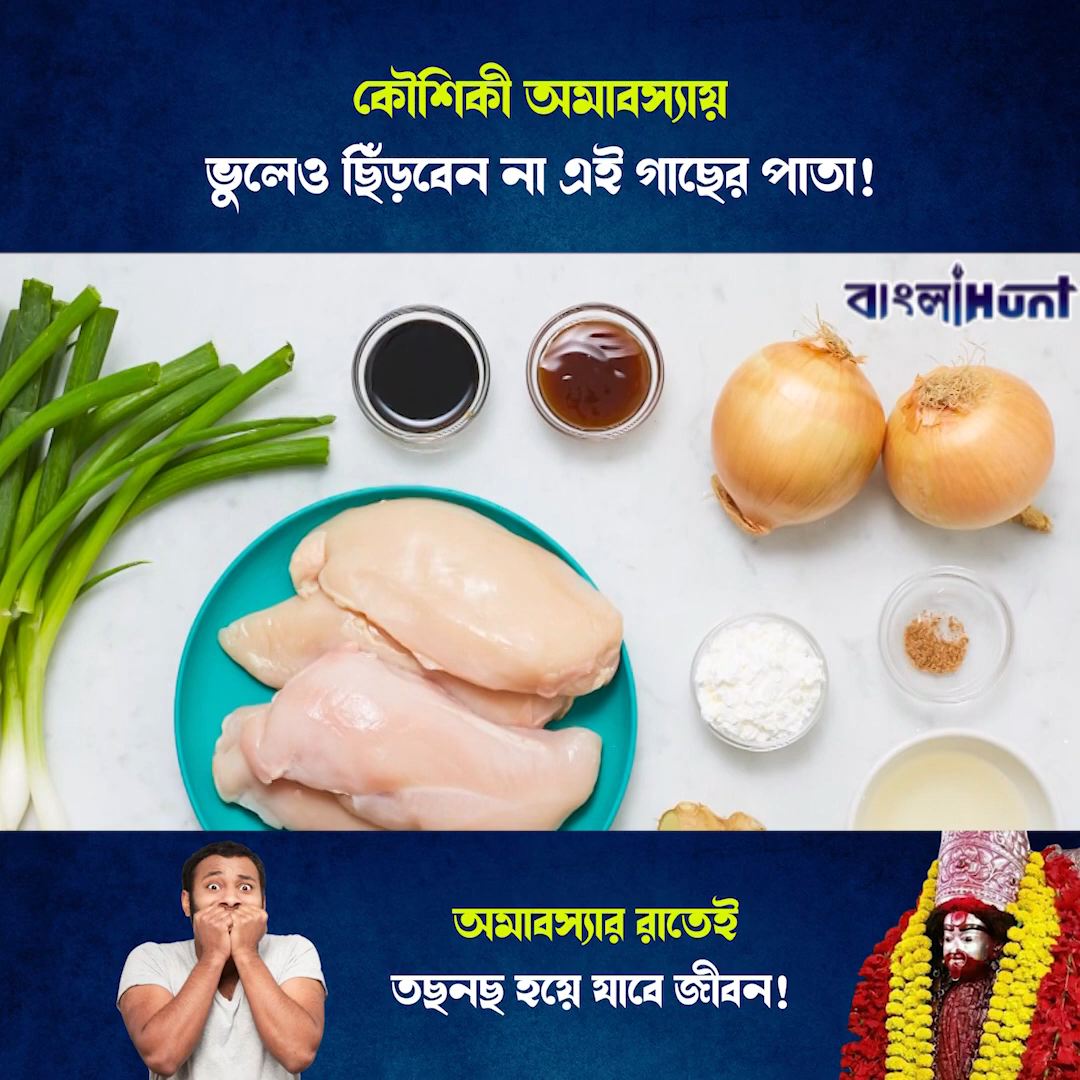 কৌশিকী অমাবস্যায়
ভুলেও ছিঁড়বেন না এই গাছের পাতা!
বাংলাHunt
অমাবস্যার রাতেই
তছনছ হয়ে যাবে জীবন!